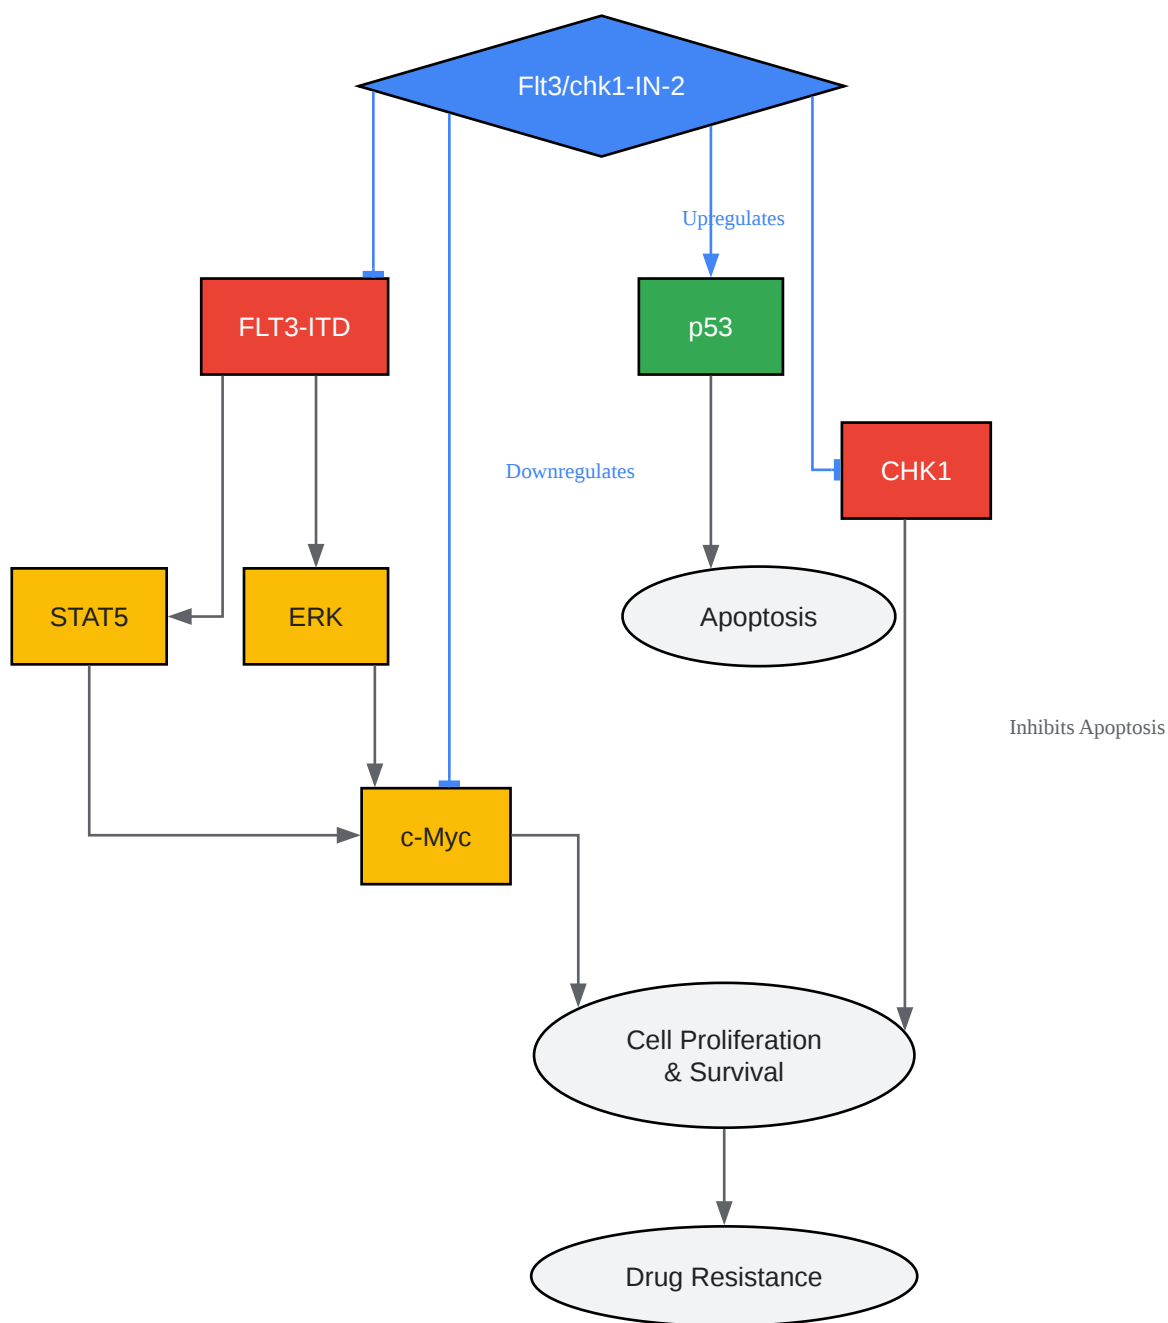 Flt3/chk1-IN-2
Upregulates
FLT3-ITD
p53
Downregulates
CHK1
STAT5
ERK
Apoptosis
Inhibits Apoptosis
c-Myc
Cell Proliferation
& Survival
Drug Resistance